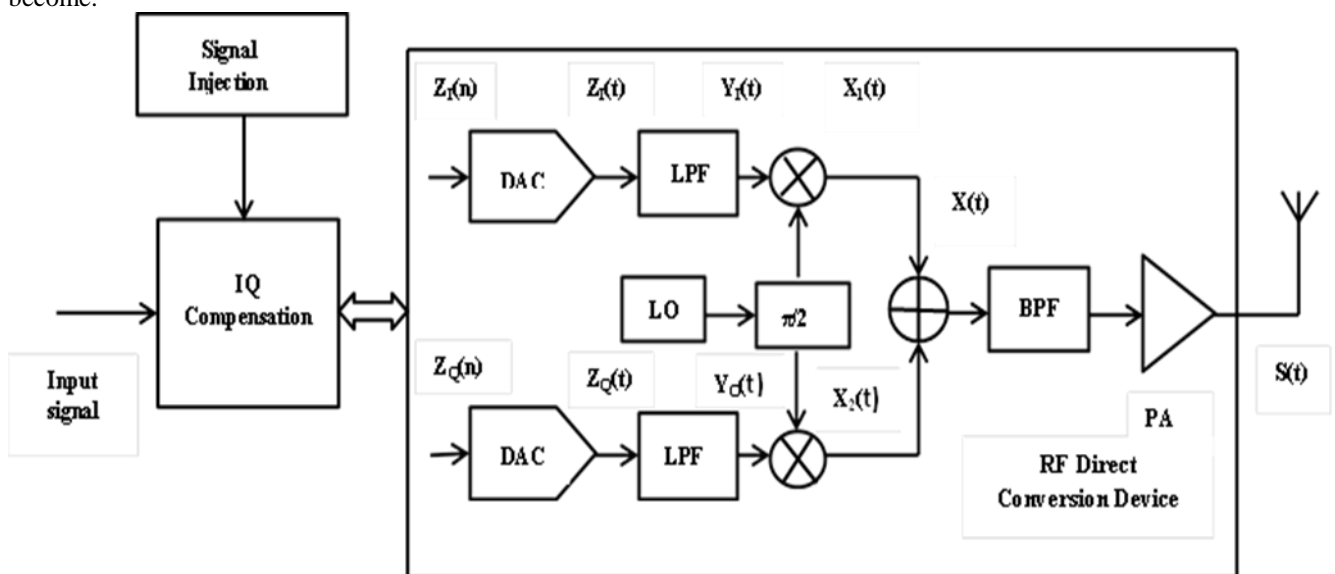 become.
Signal
Injection
Z_I(n)
Z_I(t)
Y_I(t)
X_1(t)
DAC
LPF
X(t)
IQ
Compensation
LO
π/2
BPF
Input
signal
Z_Q(n)
Z_Q(t)
Y_Q(t)
X_2(t)
S(t)
PA
DAC
LPF
RF Direct
Conversion Device